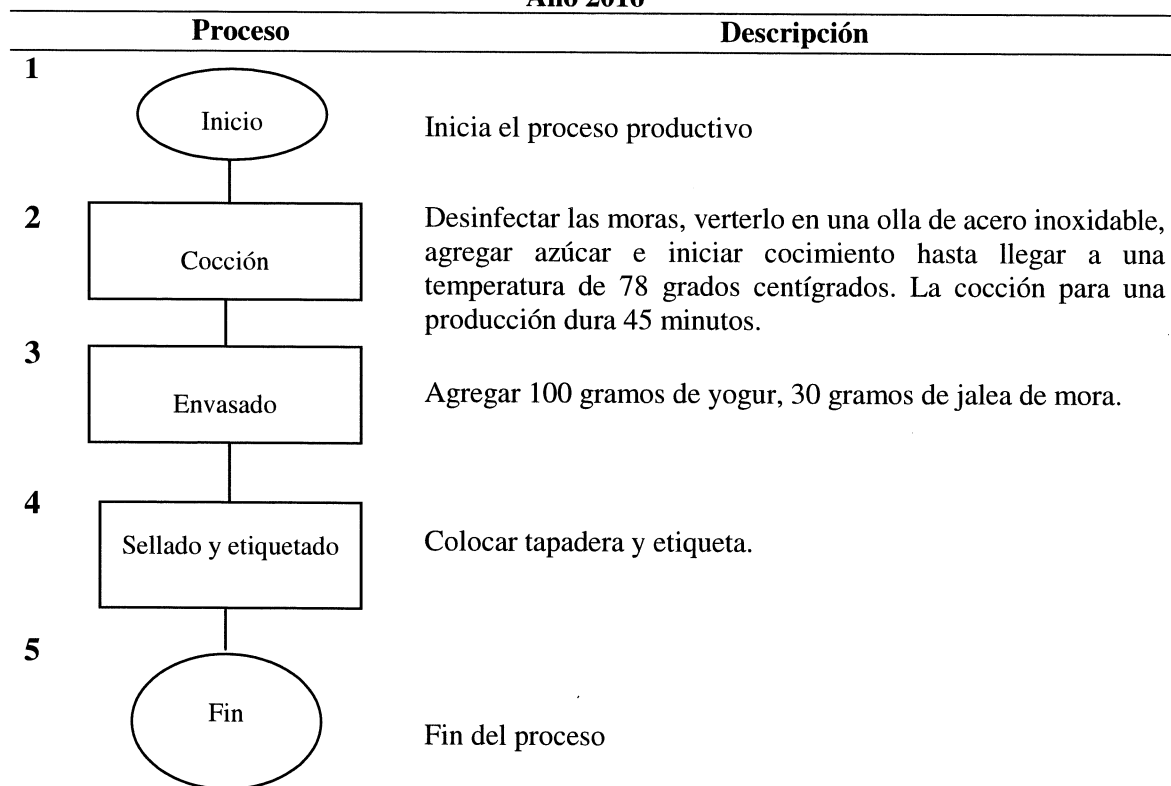 Año 2016
Proceso Descripción
1
Inicio
Inicia el proceso productivo
2
Cocción
Desinfectar las moras, verterlo en una olla de acero inoxidable,
agregar azúcar e iniciar cocimiento hasta llegar a una
temperatura de 78 grados centígrados. La cocción para una
producción dura 45 minutos.
3
Envasado
Agregar 100 gramos de yogur, 30 gramos de jalea de mora.
4
Sellado y etiquetado
Colocar tapadera y etiqueta.
5
Fin
Fin del proceso